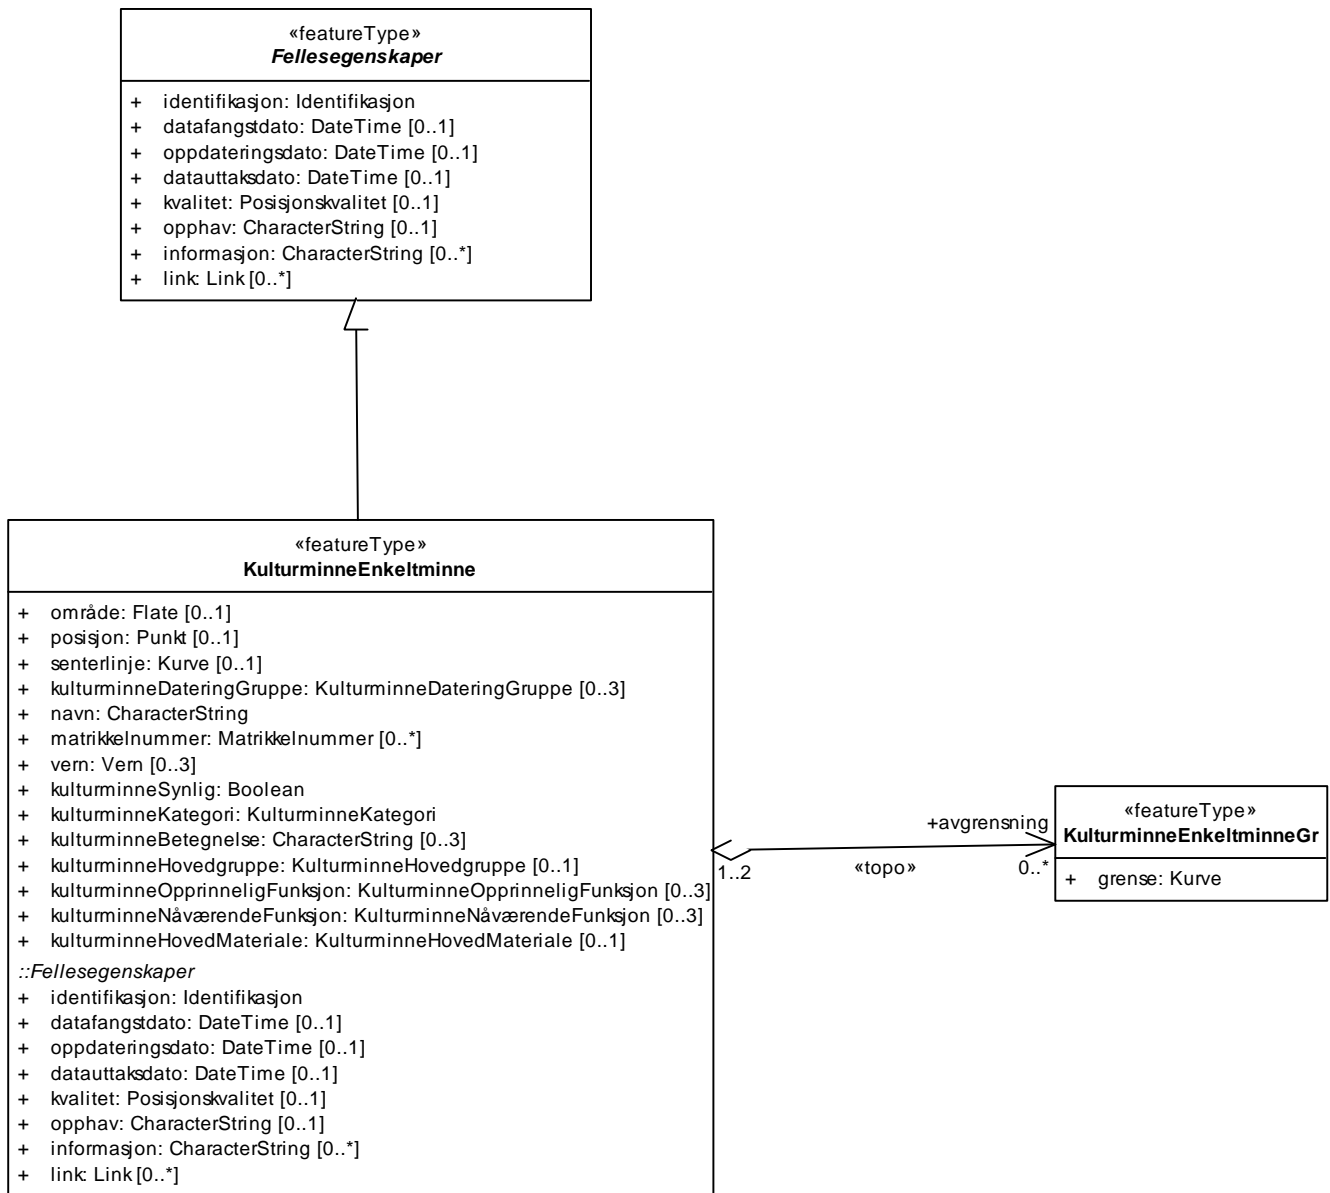 «featureType»
Fellesegenskaper
+ identifikasjon: Identifikasjon
+ datafangstdato: DateTime [0..1]
+ oppdateringsdato: DateTime [0..1]
+ datauttaksdato: DateTime [0..1]
+ kvalitet: Posisjonskvalitet [0..1]
+ opphav: CharacterString [0..1]
+ informasjon: CharacterString [0..*]
+ link: Link [0..*]
«featureType»
KulturminneEnkeltminne
+ område: Flate [0..1]
+ posisjon: Punkt [0..1]
+ senterlinje: Kurve [0..1]
+ kulturminneDateringGruppe: KulturminneDateringGruppe [0..3]
+ navn: CharacterString
+ matrikkelnummer: Matrikkelnummer [0..*]
+ vern: Vern [0..3]
+ kulturminneSynlig: Boolean
+ kulturminneKategori: KulturminneKategori
+ kulturminneBetegnelse: CharacterString [0..3]
+ kulturminneHovedgruppe: KulturminneHovedgruppe [0..1]
+ kulturminneOpprinneligFunksjon: KulturminneOpprinneligFunksjon [0..3]
+ kulturminneNåværendeFunksjon: KulturminneNåværendeFunksjon [0..3]
+ kulturminneHovedMateriale: KulturminneHovedMateriale [0..1]
::Fellesegenskaper
+ identifikasjon: Identifikasjon
+ datafangstdato: DateTime [0..1]
+ oppdateringsdato: DateTime [0..1]
+ datauttaksdato: DateTime [0..1]
+ kvalitet: Posisjonskvalitet [0..1]
+ opphav: CharacterString [0..1]
+ informasjon: CharacterString [0..*]
+ link: Link [0..*]
+avgrensning
1..2
«topo»
0..*
«featureType»
KulturminneEnkeltminneGr
+ grense: Kurve